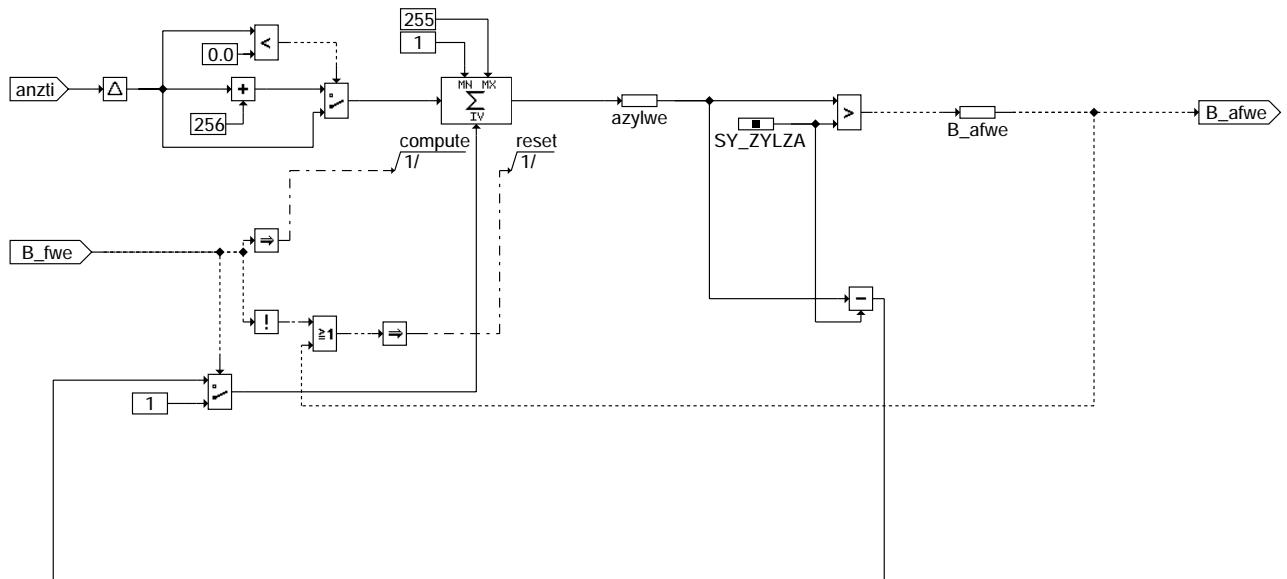 255
1
0.0
<
anzti
Δ
+
256
MN MX
Σ
IV
azylwe
SY_ZYLZA
>
B_afwe
B_afwe
compute
1/
reset
1/
B_fwe
⇒
!
≥1
⇒
−
1